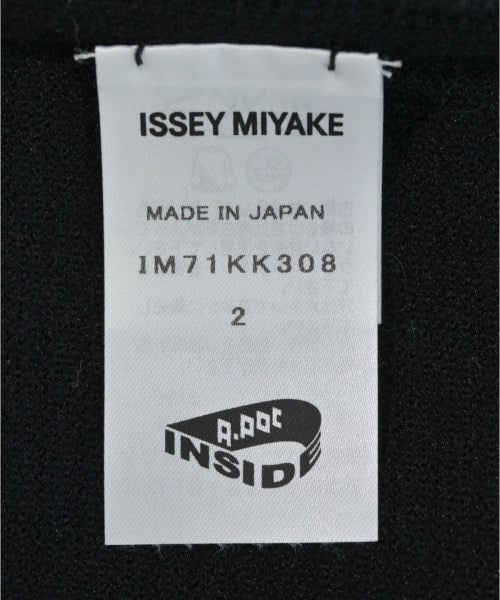 ISSEY MIYAKE
MADE IN JAPAN
IM71KK308
2
A-POC
INSIDE